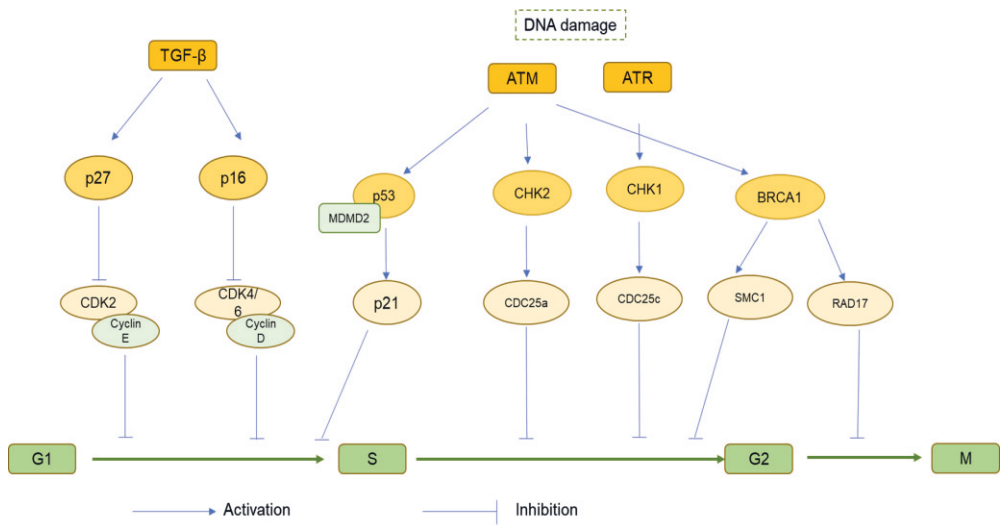 DNA damage
TGF-β
ATM
ATR
p27
p16
p53
MDMD2
CHK2
CHK1
BRCA1
CDK2
Cyclin
E
CDK4/
6
Cyclin
D
p21
CDC25a
CDC25c
SMC1
RAD17
G1
S
G2
M
Activation
Inhibition